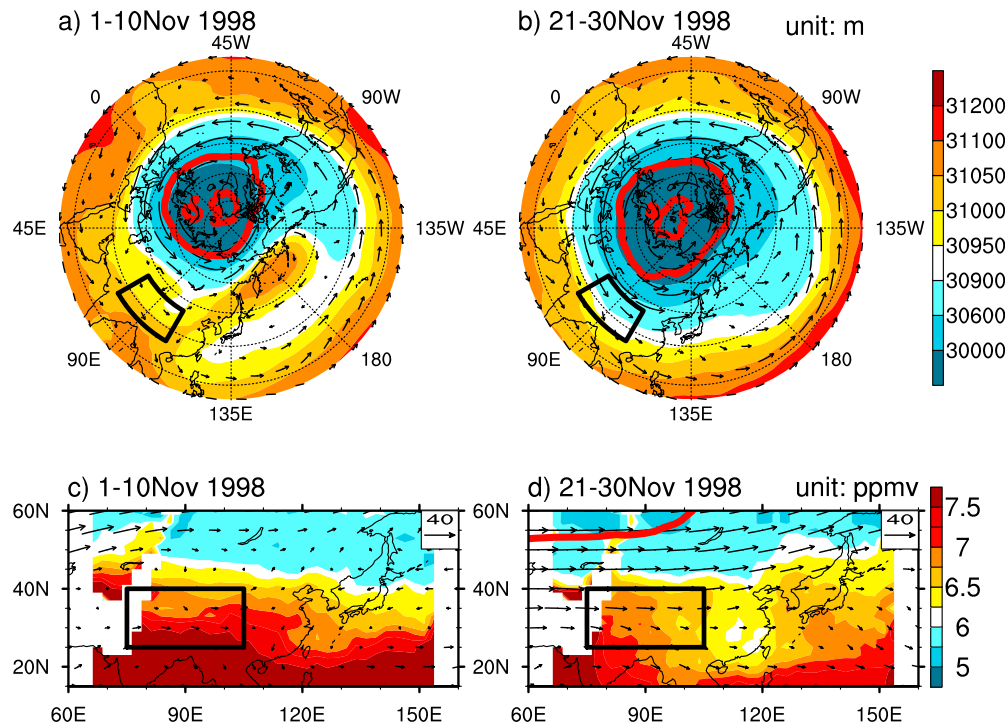 a) 1-10Nov 1998
b) 21-30Nov 1998
unit: m
45W
45W
0
90W
0
90W
45E
135W
45E
135W
90E
180
90E
180
135E
135E
31200
31100
31050
31000
30950
30900
30600
30000
c) 1-10Nov 1998
d) 21-30Nov 1998
unit: ppmv
60N
40N
20N
60E
90E
120E
150E
40
60N
40N
20N
60E
90E
120E
150E
40
7.5
7
6.5
6
5